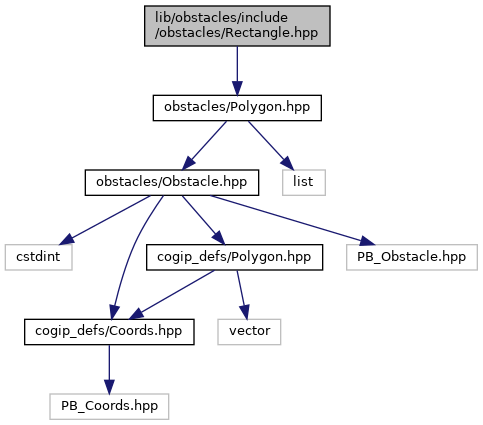 lib/obstacles/include
/obstacles/Rectangle.hpp
obstacles/Polygon.hpp
obstacles/Obstacle.hpp
list
cstdint
cogip_defs/Polygon.hpp
PB_Obstacle.hpp
cogip_defs/Coords.hpp
vector
PB_Coords.hpp